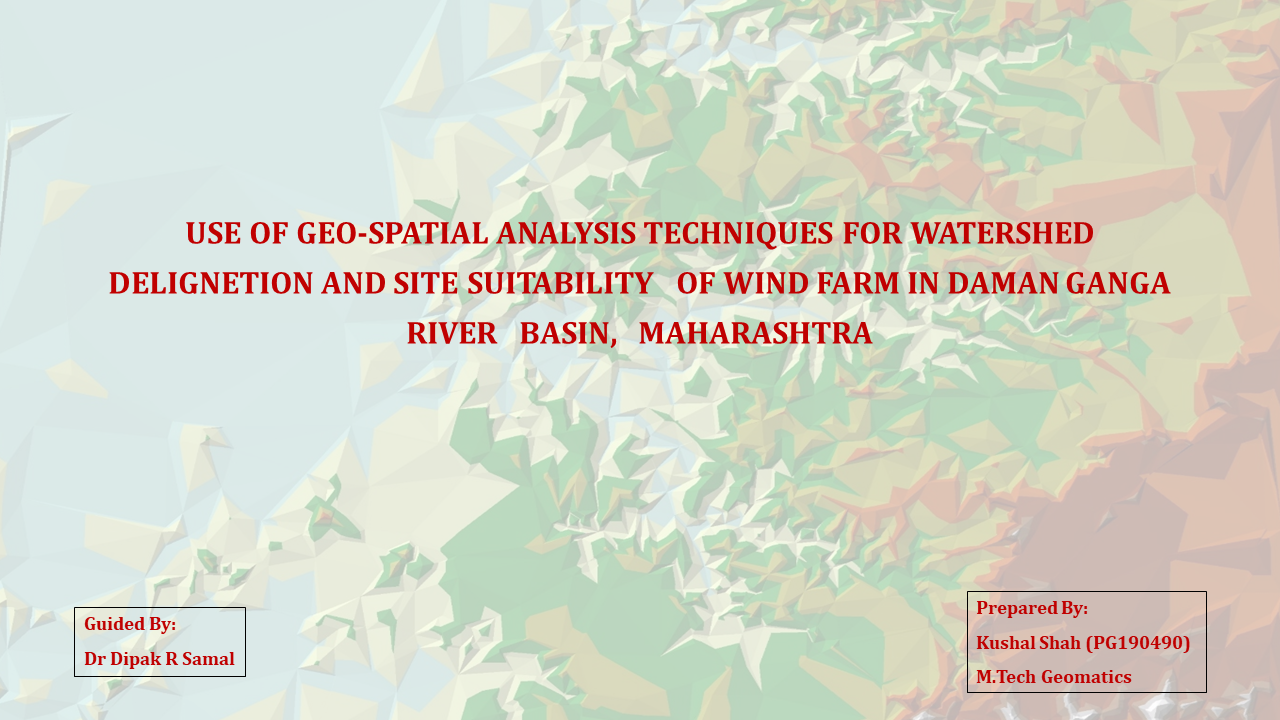 USE OF GEO-SPATIAL ANALYSIS TECHNIQUES FOR WATERSHED
DELIGNETION AND SITE SUITABILITY OF WIND FARM IN DAMAN GANGA
RIVER BASIN, MAHARASHTRA
Guided By:
Dr Dipak R Samal
Prepared By:
Kushal Shah (PG190490)
M.Tech Geomatics